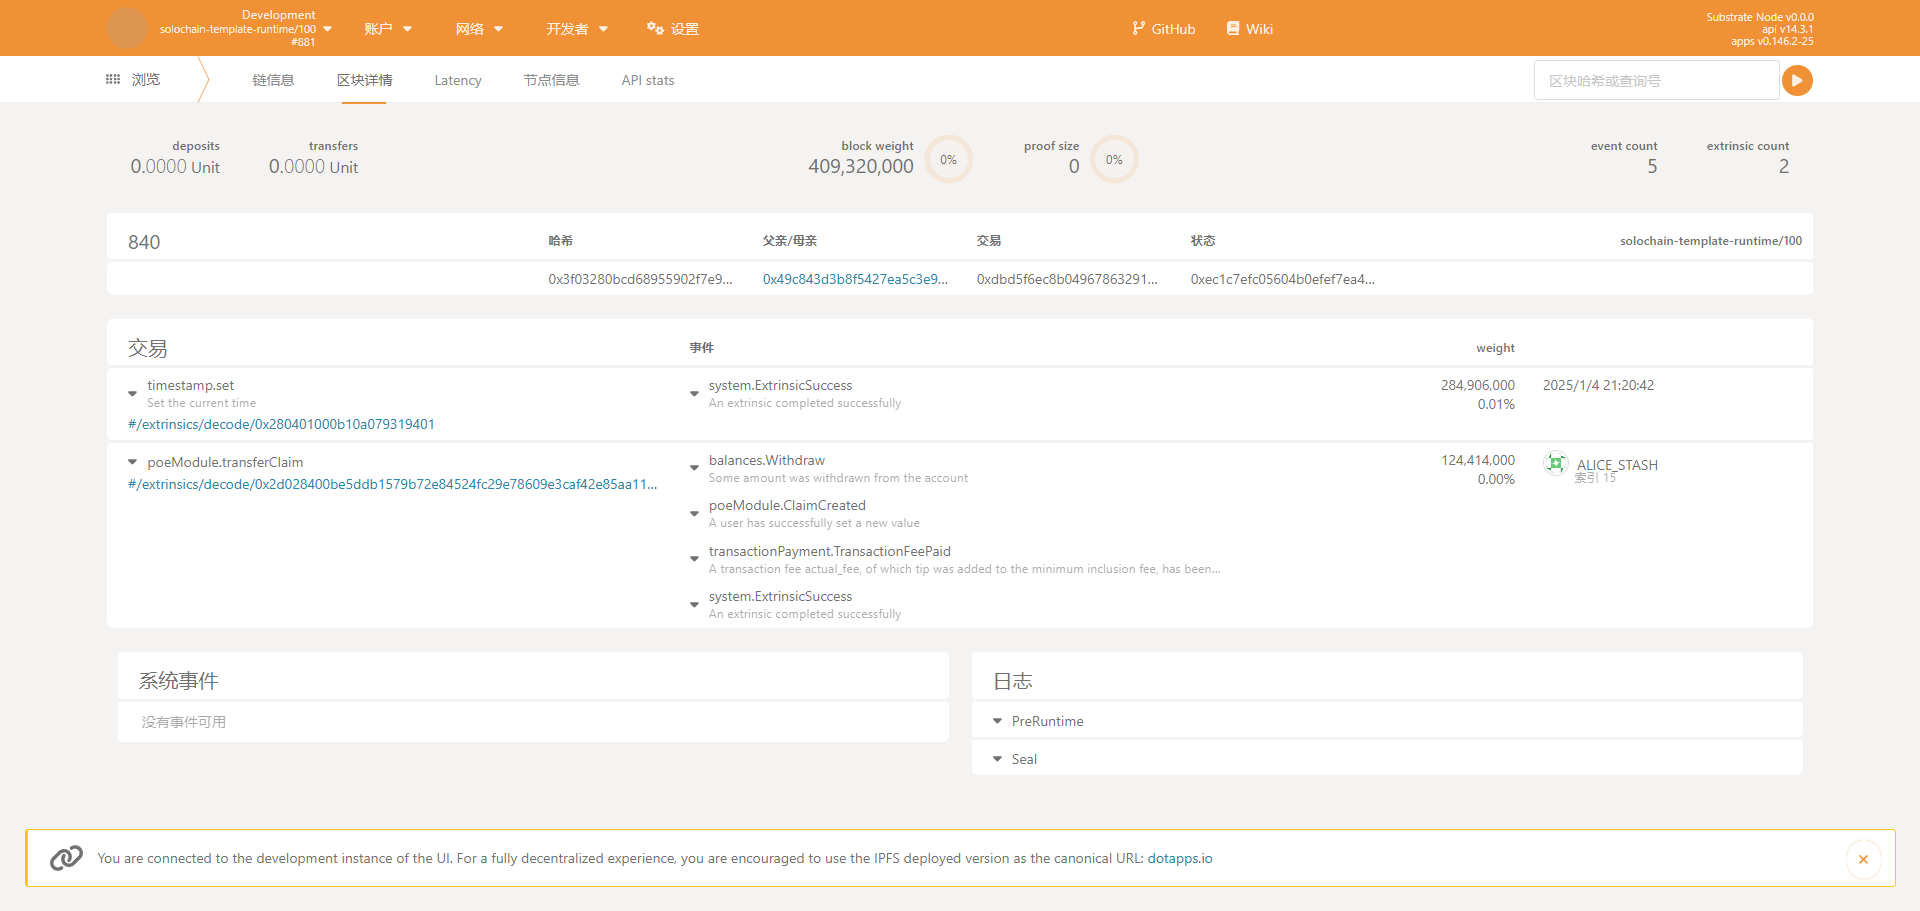 Development
solochain-template-runtime/100
#881
账户
网络
开发者
设置
GitHub
Wiki
Substrate Node v0.0.0
api v14.3.1
apps v0.146.2-25
浏览
链信息
区块详情
Latency
节点信息
API stats
区块哈希或查询号
deposits
0.0000 Unit
transfers
0.0000 Unit
block weight
409,320,000
0%
proof size
0
0%
event count
5
extrinsic count
2
840
哈希
父亲/母亲
交易
状态
solochain-template-runtime/100
0x3f03280bcd68955902f7e9...
0x49c843d3b8f5427ea5c3e9...
0xdbd5f6ec8b04967863291...
0xec1c7efc05604b0efef7ea4...
交易
事件
weight
timestamp.set
Set the current time
#/extrinsics/decode/0x280401000b10a079319401
system.ExtrinsicSuccess
An extrinsic completed successfully
284,906,000
0.01%
2025/1/4 21:20:42
poeModule.transferClaim
#/extrinsics/decode/0x2d028400be5ddb1579b72e84524fc29e78609e3caf42e85aa11...
balances.Withdraw
Some amount was withdrawn from the account
poeModule.ClaimCreated
A user has successfully set a new value
transactionPayment.TransactionFeePaid
A transaction fee actual_fee, of which tip was added to the minimum inclusion fee, has been...
system.ExtrinsicSuccess
An extrinsic completed successfully
124,414,000
0.00%
ALICE_STASH
索引 15
系统事件
没有事件可用
日志
PreRuntime
Seal
You are connected to the development instance of the UI. For a fully decentralized experience, you are encouraged to use the IPFS deployed version as the canonical URL: dotapps.io